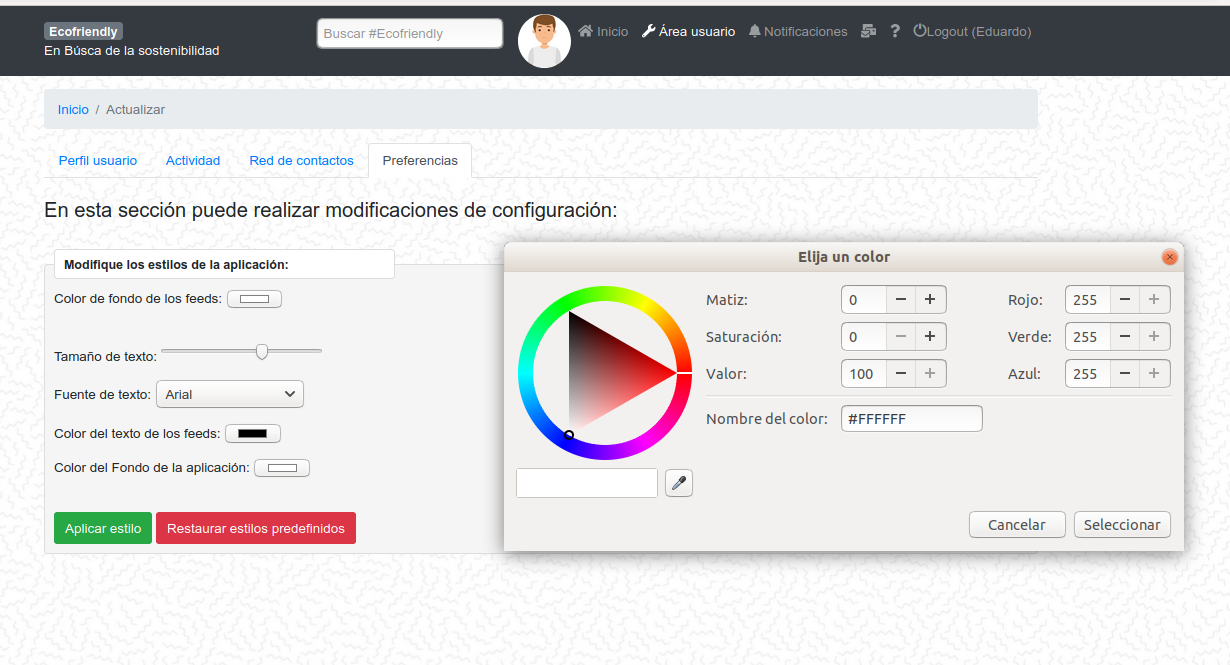 Ecofriendly
En Búsca de la sostenibilidad
Buscar #Ecofriendly
Inicio
Área usuario
Notificaciones
?
Logout (Eduardo)
Inicio / Actualizar
Perfil usuario
Actividad
Red de contactos
Preferencias
En esta sección puede realizar modificaciones de configuración:
Modifique los estilos de la aplicación:
Color de fondo de los feeds:
Tamaño de texto:
Fuente de texto: Arial
Color del texto de los feeds:
Color del Fondo de la aplicación:
Aplicar estilo
Restaurar estilos predefinidos
Elija un color
Matiz: 0 − +
Rojo: 255 − +
Saturación: 0 − +
Verde: 255 − +
Valor: 100 − +
Azul: 255 − +
Nombre del color: #FFFFFF
Cancelar
Seleccionar